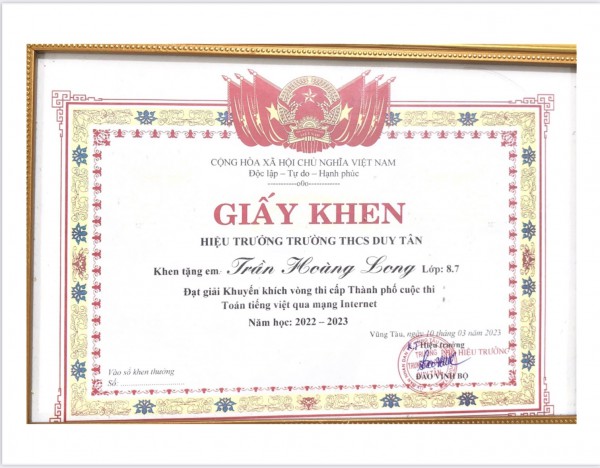 CỘNG HÒA XÃ HỘI CHỦ NGHĨA VIỆT NAM
Độc lập – Tự do – Hạnh phúc
GIẤY KHEN
HIỆU TRƯỞNG TRƯỜNG THCS DUY TÂN
Khen tặng em: Trần Hoàng Long Lớp: 8.7
Đạt giải Khuyến khích vòng thi cấp Thành phố cuộc thi
Toán tiếng việt qua mạng Internet
Năm học: 2022 – 2023
Vũng Tàu, ngày 10 tháng 03 năm 2023
Hiệu trưởng
PHÓ HIỆU TRƯỞNG
ĐÀO VĨNH BỘ
Vào sổ khen thưởng
Số: